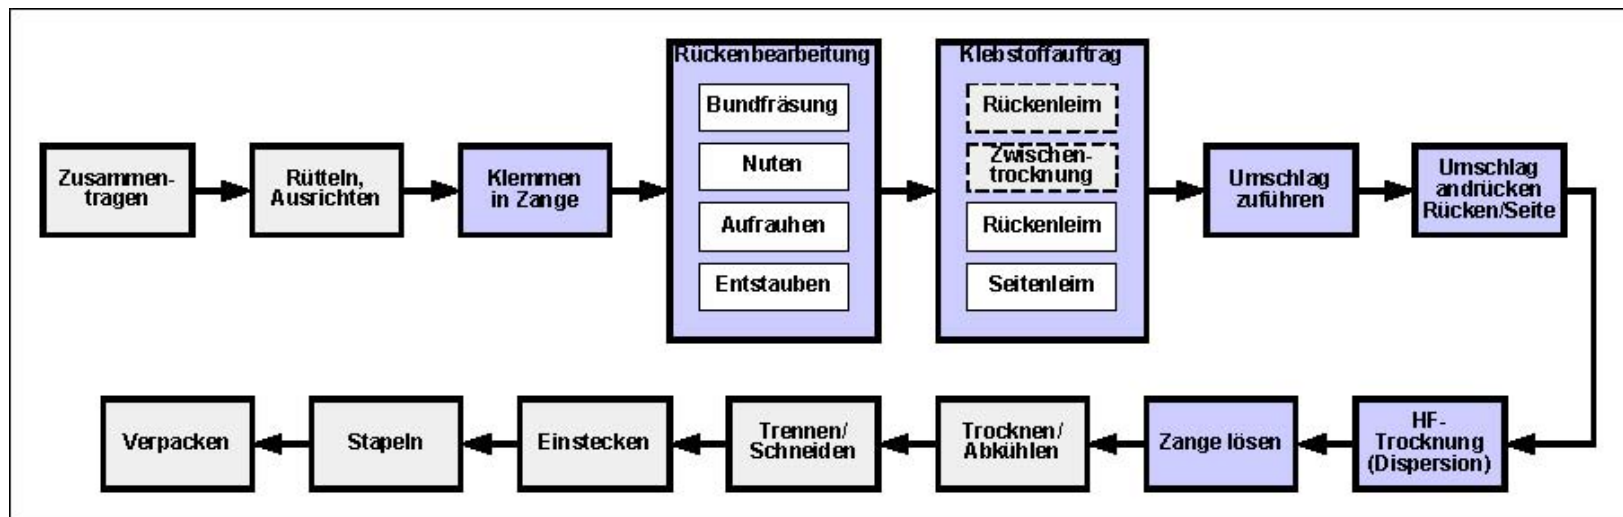 Zusammen-
tragen
Rütteln,
Ausrichten
Klemmen
in Zange
Rückenbearbeitung
Bundfräsung
Nuten
Aufrauhen
Entstauben
Klebstoffauftrag
Rückenleim
Zwischen-
trocknung
Rückenleim
Seitenleim
Umschlag
zuführen
Umschlag
andrücken
Rücken/Seite
HF-
Trocknung
(Dispersion)
Zange lösen
Trocknen/
Abkühlen
Trennen/
Schneiden
Einstecken
Stapeln
Verpacken